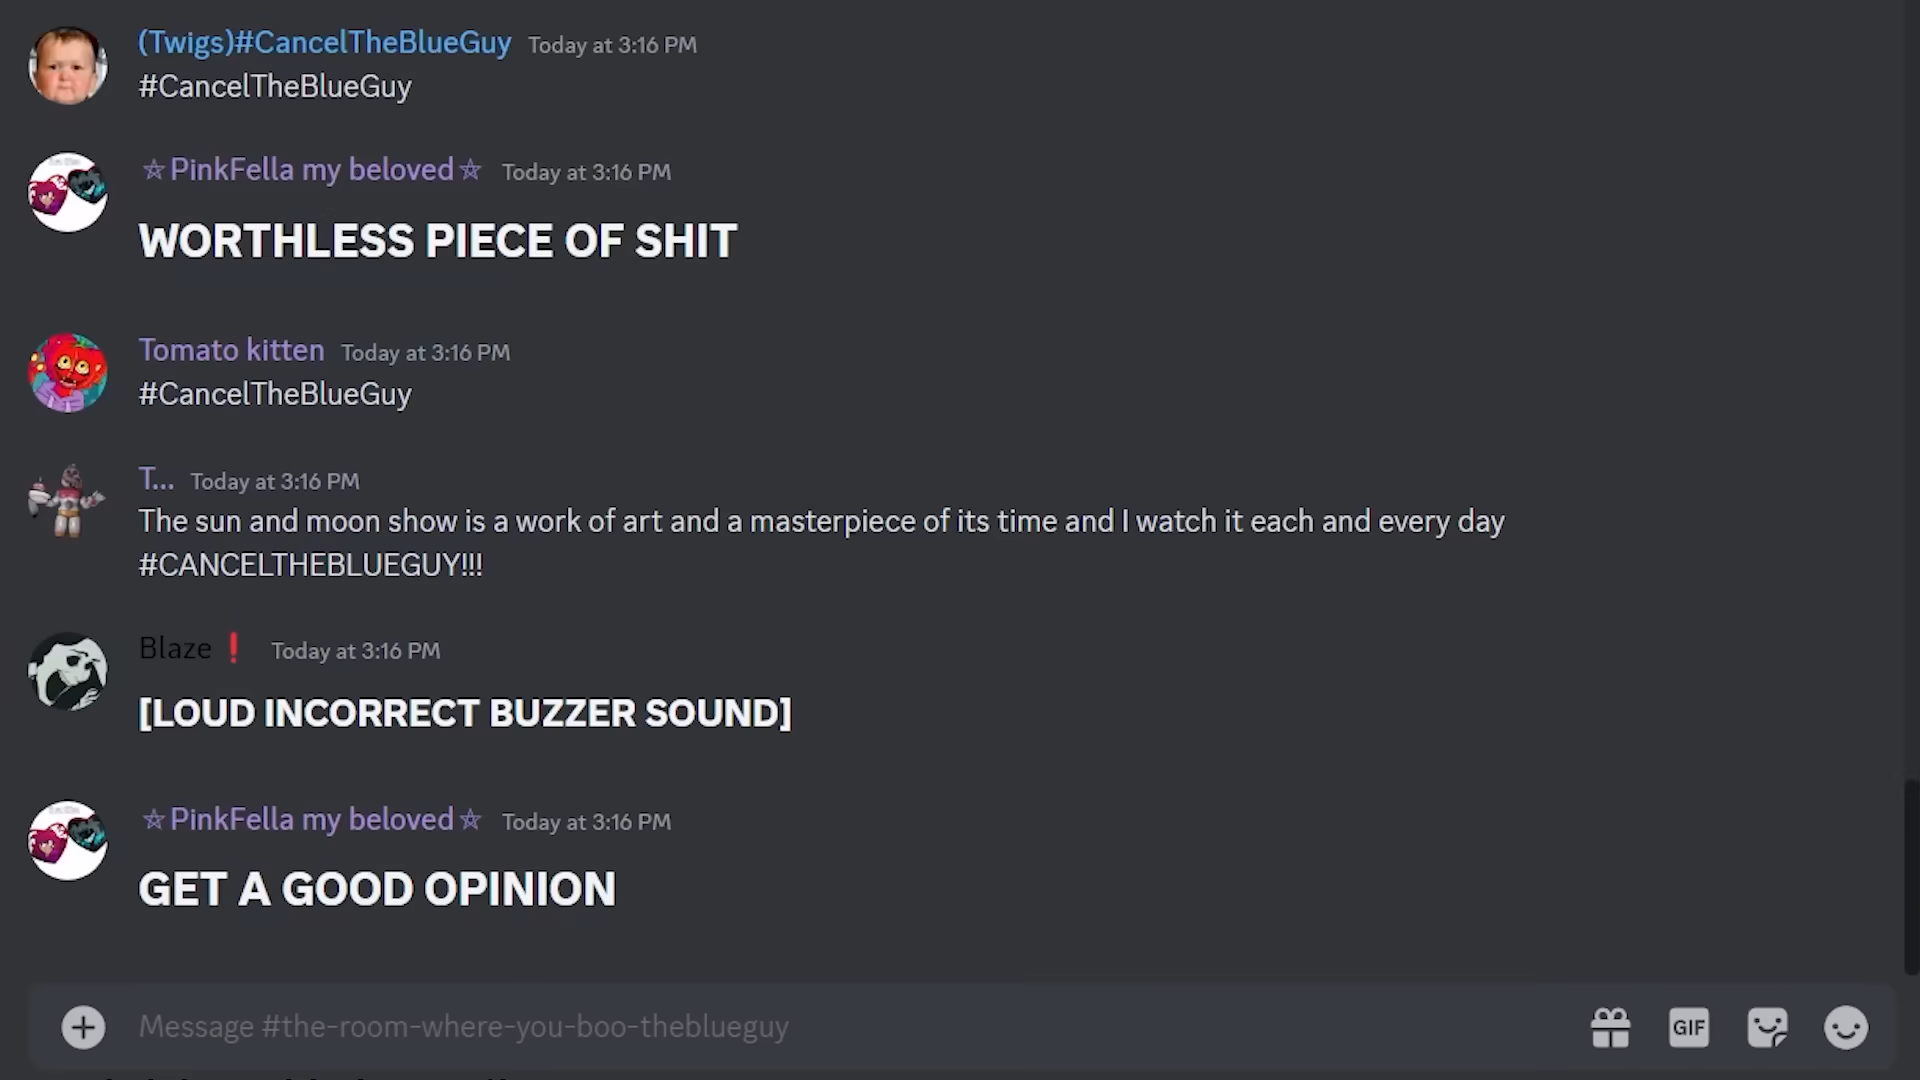 (Twigs)#CancelTheBlueGuy Today at 3:16 PM
#CancelTheBlueGuy
☆PinkFella my beloved☆ Today at 3:16 PM
WORTHLESS PIECE OF SHIT
Tomato kitten Today at 3:16 PM
#CancelTheBlueGuy
T... Today at 3:16 PM
The sun and moon show is a work of art and a masterpiece of its time and I watch it each and every day
#CANCELTHEBLUEGUY!!!
Blaze❗ Today at 3:16 PM
[LOUD INCORRECT BUZZER SOUND]
☆PinkFella my beloved☆ Today at 3:16 PM
GET A GOOD OPINION
Message #the-room-where-you-boo-theblueguy
GIF